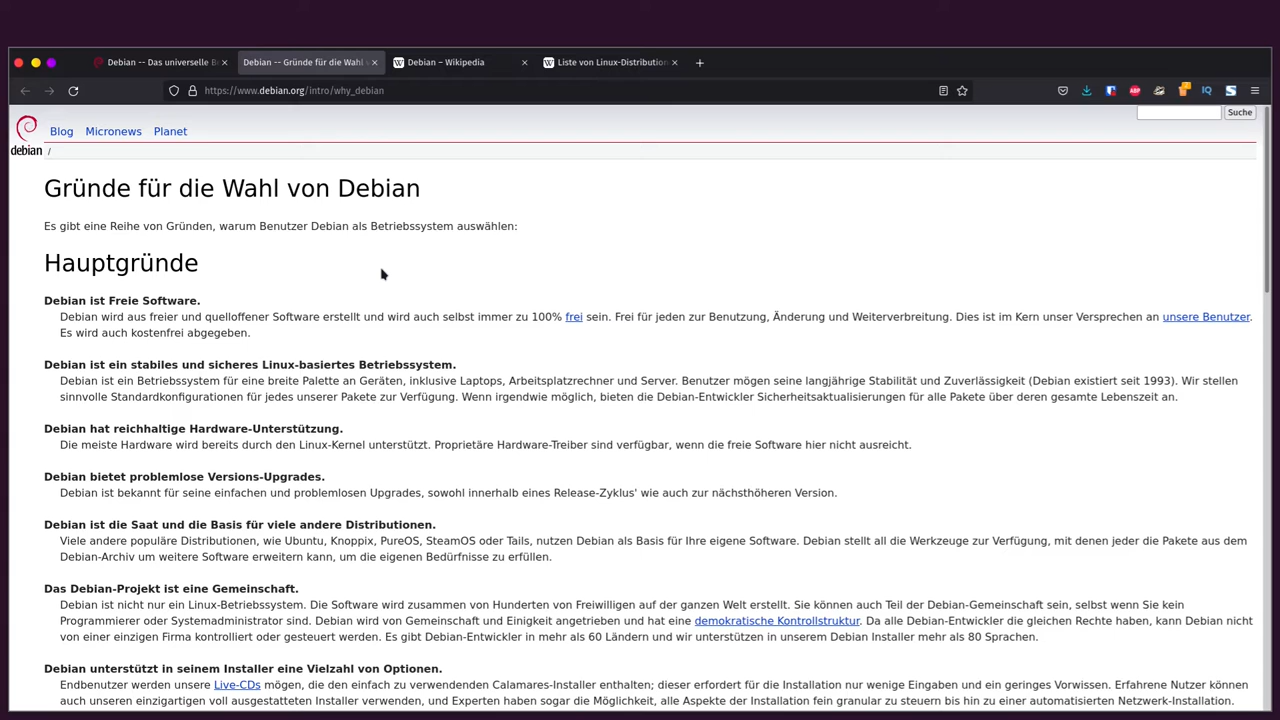 Debian -- Das universelle B
Debian -- Gründe für die Wahl v
Debian – Wikipedia
Liste von Linux-Distribution
https://www.debian.org/intro/why_debian
Suche
Blog Micronews Planet
debian /
Gründe für die Wahl von Debian
Es gibt eine Reihe von Gründen, warum Benutzer Debian als Betriebssystem auswählen:
Hauptgründe
Debian ist Freie Software.
Debian wird aus freier und quelloffener Software erstellt und wird auch selbst immer zu 100% frei sein. Frei für jeden zur Benutzung, Änderung und Weiterverbreitung. Dies ist im Kern unser Versprechen an unsere Benutzer.
Es wird auch kostenfrei abgegeben.
Debian ist ein stabiles und sicheres Linux-basiertes Betriebssystem.
Debian ist ein Betriebssystem für eine breite Palette an Geräten, inklusive Laptops, Arbeitsplatzrechner und Server. Benutzer mögen seine langjährige Stabilität und Zuverlässigkeit (Debian existiert seit 1993). Wir stellen
sinnvolle Standardkonfigurationen für jedes unserer Pakete zur Verfügung. Wenn irgendwie möglich, bieten die Debian-Entwickler Sicherheitsaktualisierungen für alle Pakete über deren gesamte Lebenszeit an.
Debian hat reichhaltige Hardware-Unterstützung.
Die meiste Hardware wird bereits durch den Linux-Kernel unterstützt. Proprietäre Hardware-Treiber sind verfügbar, wenn die freie Software hier nicht ausreicht.
Debian bietet problemlose Versions-Upgrades.
Debian ist bekannt für seine einfachen und problemlosen Upgrades, sowohl innerhalb eines Release-Zyklus' wie auch zur nächsthöheren Version.
Debian ist die Saat und die Basis für viele andere Distributionen.
Viele andere populäre Distributionen, wie Ubuntu, Knoppix, PureOS, SteamOS oder Tails, nutzen Debian als Basis für Ihre eigene Software. Debian stellt all die Werkzeuge zur Verfügung, mit denen jeder die Pakete aus dem
Debian-Archiv um weitere Software erweitern kann, um die eigenen Bedürfnisse zu erfüllen.
Das Debian-Projekt ist eine Gemeinschaft.
Debian ist nicht nur ein Linux-Betriebssystem. Die Software wird zusammen von Hunderten von Freiwilligen auf der ganzen Welt erstellt. Sie können auch Teil der Debian-Gemeinschaft sein, selbst wenn Sie kein
Programmierer oder Systemadministrator sind. Debian wird von Gemeinschaft und Einigkeit angetrieben und hat eine demokratische Kontrollstruktur. Da alle Debian-Entwickler die gleichen Rechte haben, kann Debian nicht
von einer einzigen Firma kontrolliert oder gesteuert werden. Es gibt Debian-Entwickler in mehr als 60 Ländern und wir unterstützen in unserem Debian Installer mehr als 80 Sprachen.
Debian unterstützt in seinem Installer eine Vielzahl von Optionen.
Endbenutzer werden unsere Live-CDs mögen, die den einfach zu verwendenden Calamares-Installer enthalten; dieser erfordert für die Installation nur wenige Eingaben und ein geringes Vorwissen. Erfahrene Nutzer können
auch unseren einzigartigen voll ausgestatteten Installer verwenden, und Experten haben sogar die Möglichkeit, alle Aspekte der Installation fein granular zu steuern bis hin zu einer automatisierten Netzwerk-Installation.